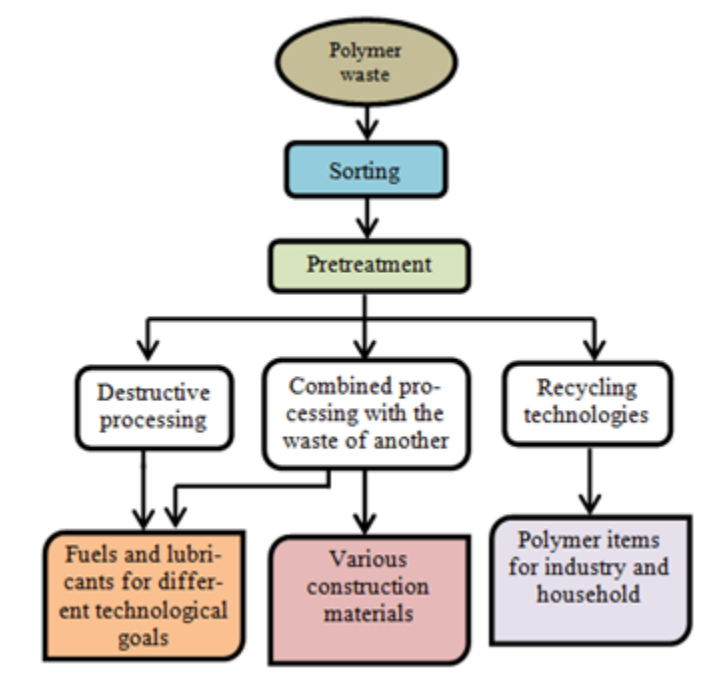 Polymer
waste
Sorting
Pretreatment
Destructive
processing
Combined pro-
cessing with the
waste of another
Recycling
technologies
Fuels and lubri-
cants for differ-
ent technological
goals
Various
construction
materials
Polymer items
for industry and
household